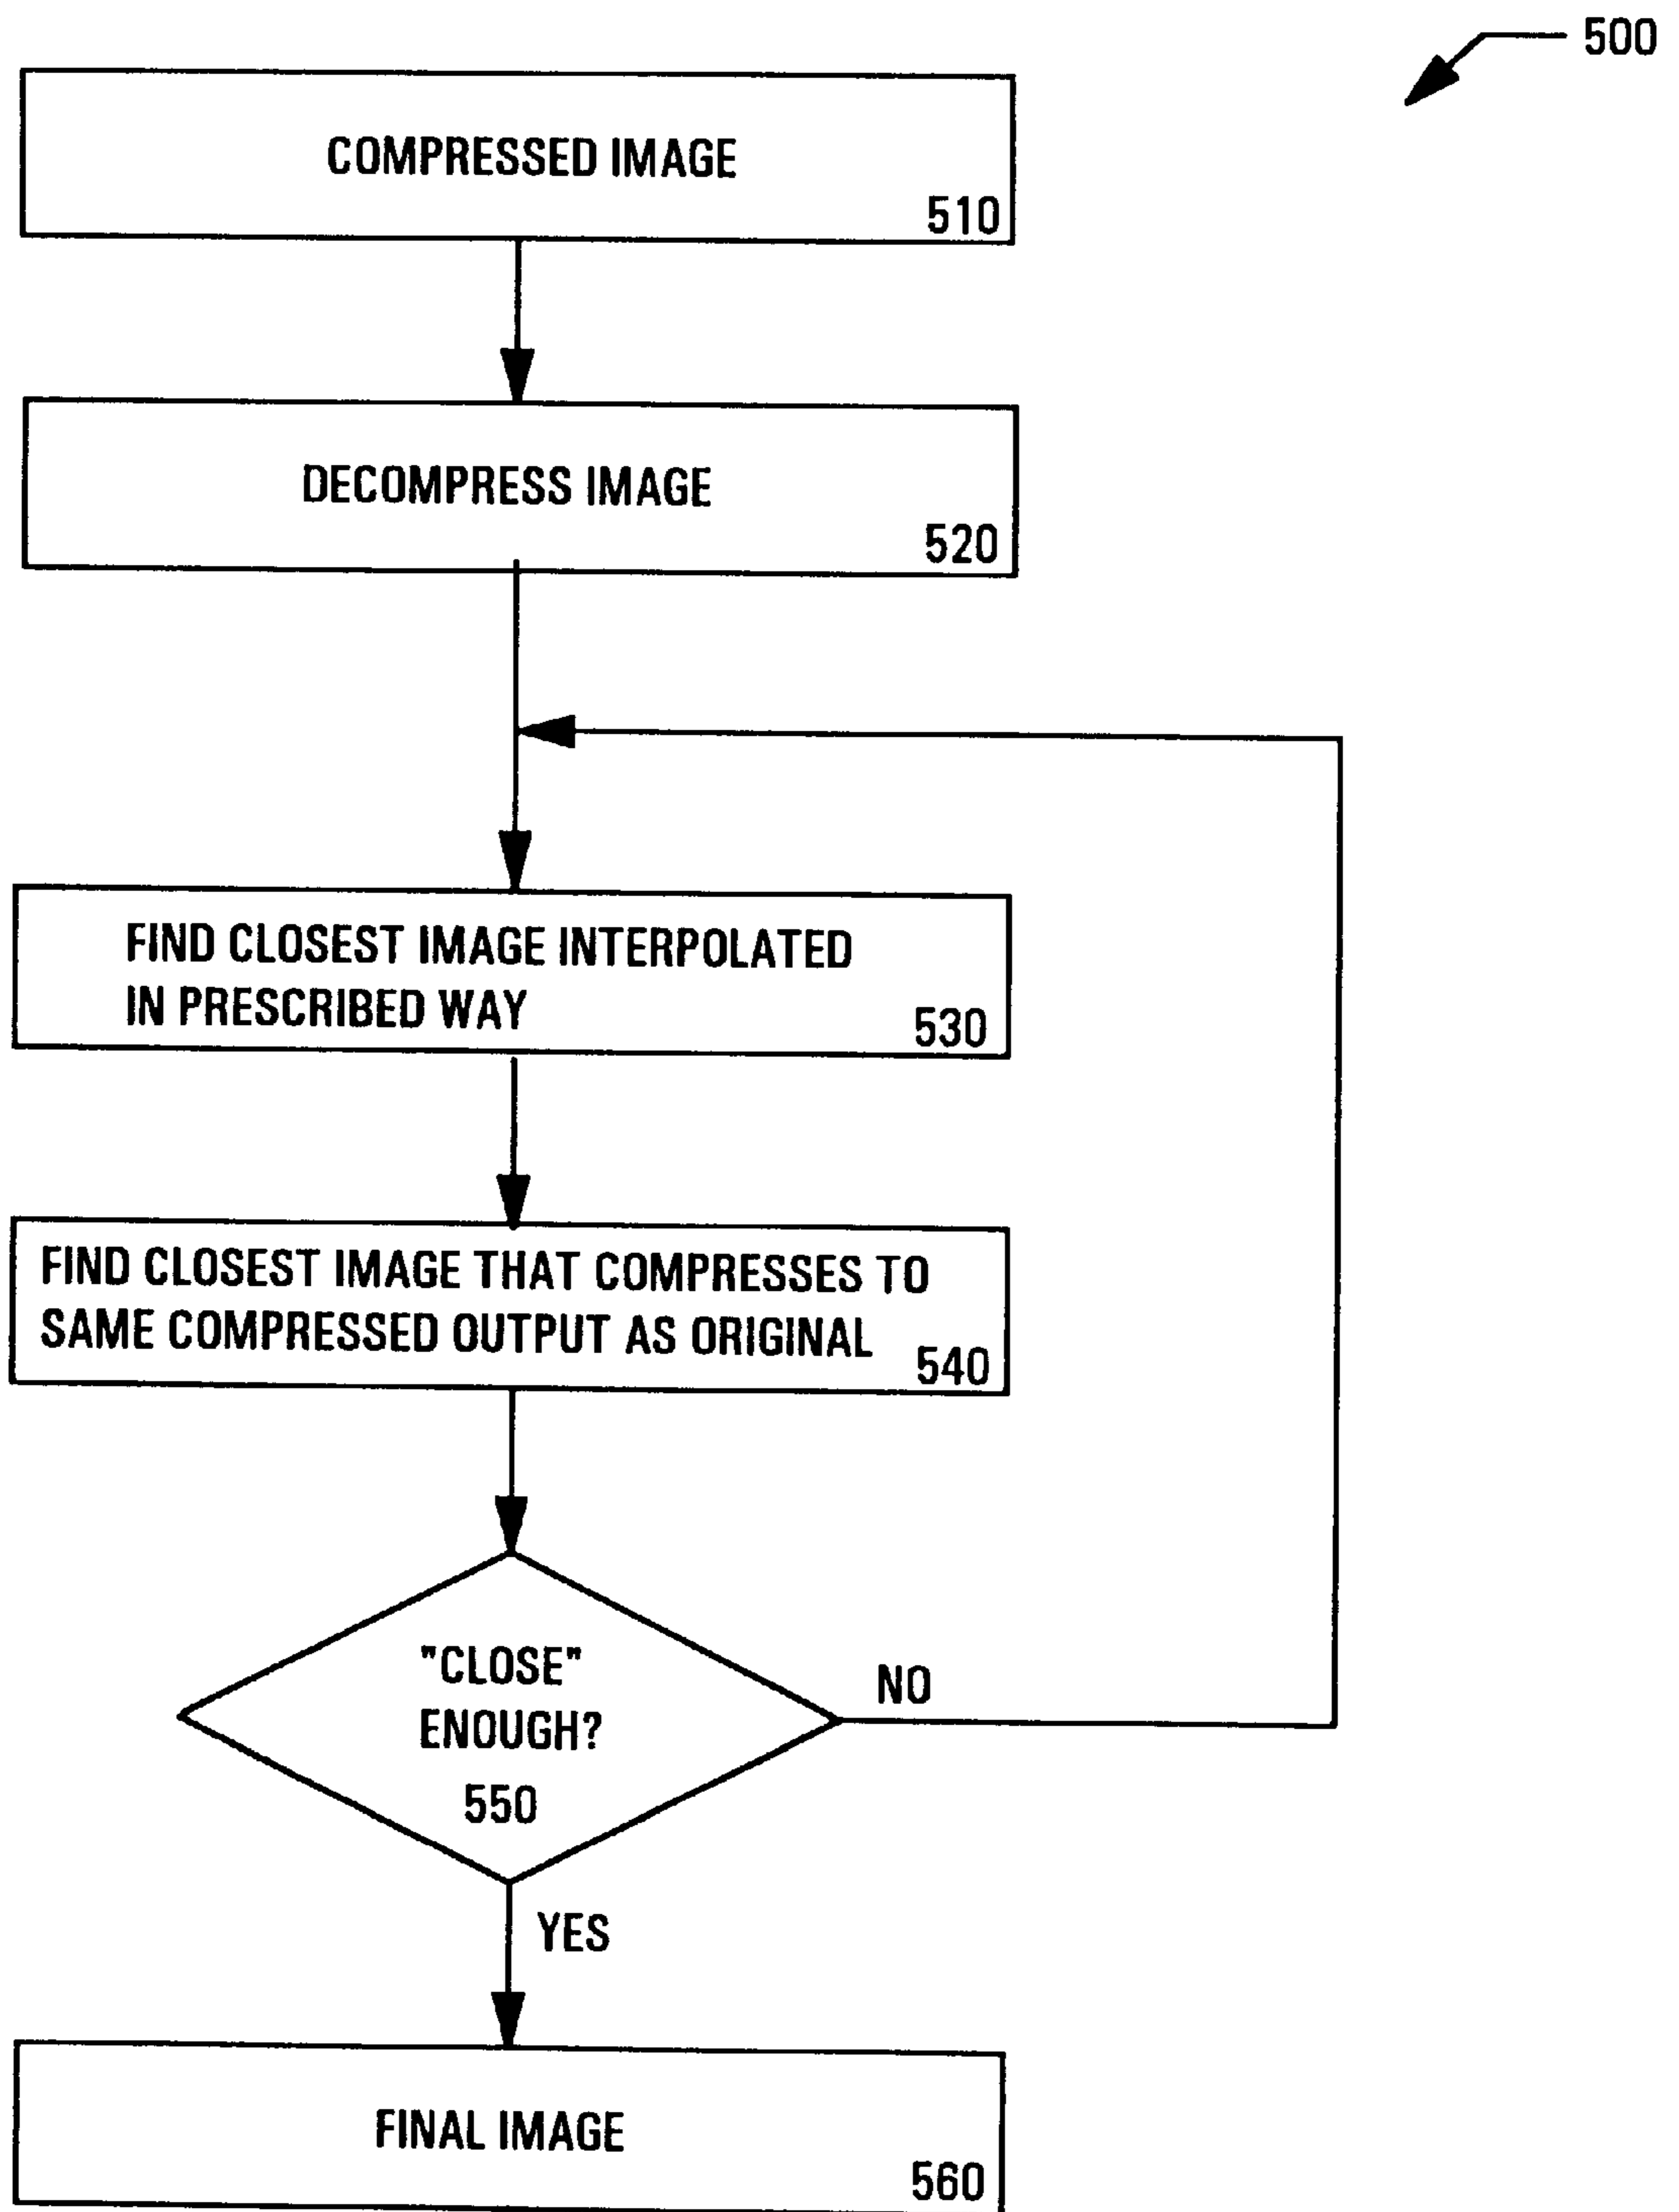 500
COMPRESSED IMAGE
510
DECOMPRESS IMAGE
520
FIND CLOSEST IMAGE INTERPOLATED
IN PRESCRIBED WAY
530
FIND CLOSEST IMAGE THAT COMPRESSES TO
SAME COMPRESSED OUTPUT AS ORIGINAL
540
"CLOSE"
ENOUGH?
550
NO
YES
FINAL IMAGE
560